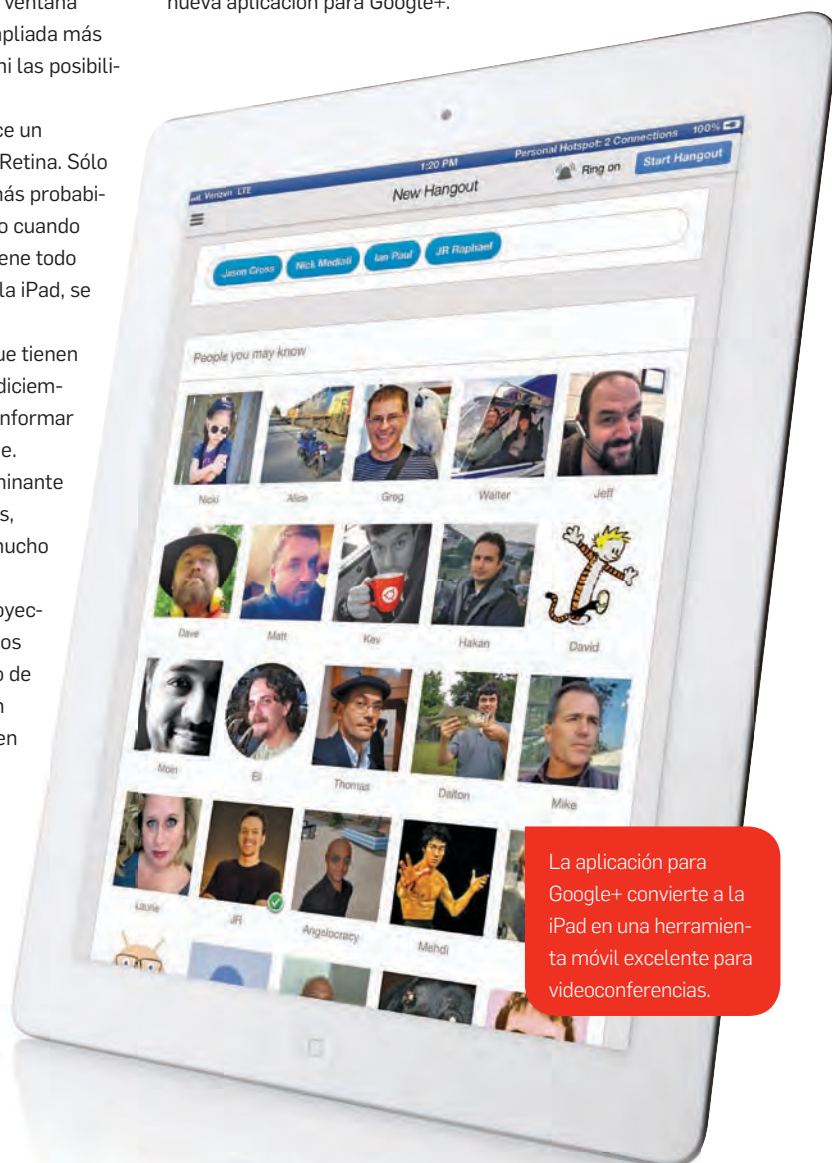 ventana
pliada más
ni las posibili-
ce un
Retina. Sólo
más probabi-
o cuando
ene todo
la iPad, se
ue tienen
diciem-
nformar
e.
minante
s,
mucho
oyec-
os
o de
n
en
nueva aplicación para Google+.
Verizon LTE 1:20 PM Personal Hotspot: 2 Connections 100%
New Hangout Ring on Start Hangout
Jason Cross Nick Mediati Ian Paul JR Raphael
People you may know
Nicki Alice Greg Walter Jeff
Dave Matt Kev Hakan David
Moin Eli Thomas Dalton Mike
Laurie JR Angelocracy Mehdi
La aplicación para
Google+ convierte a la
iPad en una herramien-
ta móvil excelente para
videoconferencias.